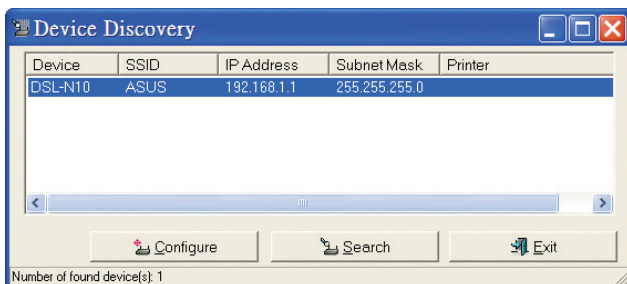 Device Discovery
Device SSID IP Address Subnet Mask Printer
DSL-N10 ASUS 192.168.1.1 255.255.255.0
Configure Search Exit
Number of found device(s): 1